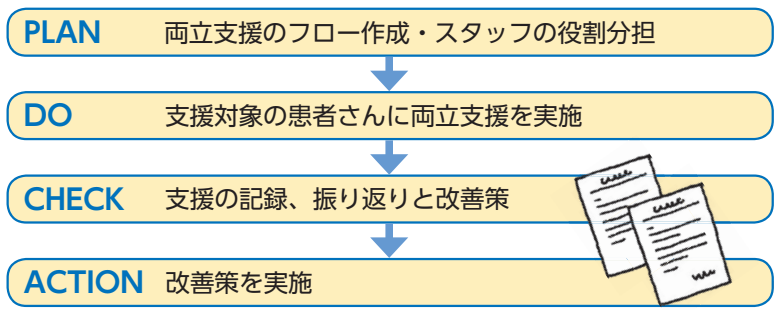 PLAN 両立支援のフロー作成・スタッフの役割分担
DO 支援対象の患者さんに両立支援を実施
CHECK 支援の記録、振り返りと改善策
ACTION 改善策を実施